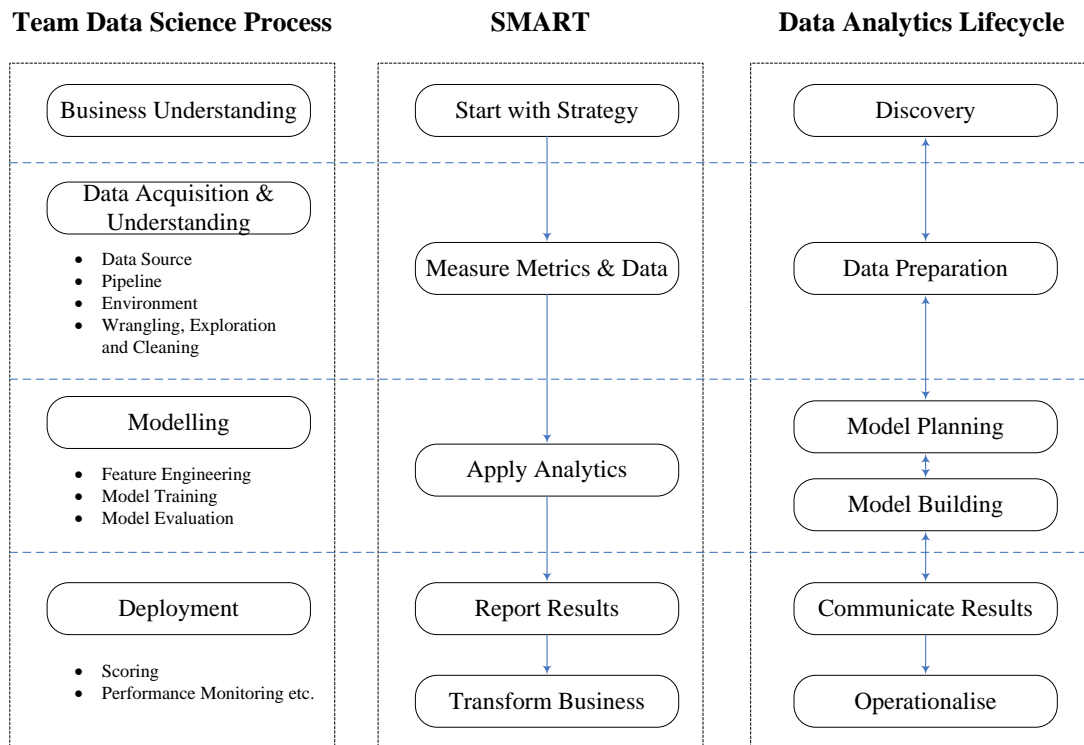 Team Data Science Process
SMART
Data Analytics Lifecycle
Business Understanding
Start with Strategy
Discovery
Data Acquisition &
Understanding
• Data Source
• Pipeline
• Environment
• Wrangling, Exploration
and Cleaning
Measure Metrics & Data
Data Preparation
Modelling
• Feature Engineering
• Model Training
• Model Evaluation
Apply Analytics
Model Planning
Model Building
Deployment
• Scoring
• Performance Monitoring etc.
Report Results
Transform Business
Communicate Results
Operationalise